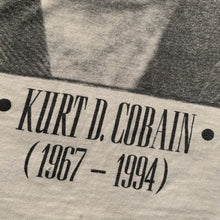 • KURT D. COBAIN •
(1967 – 1994)